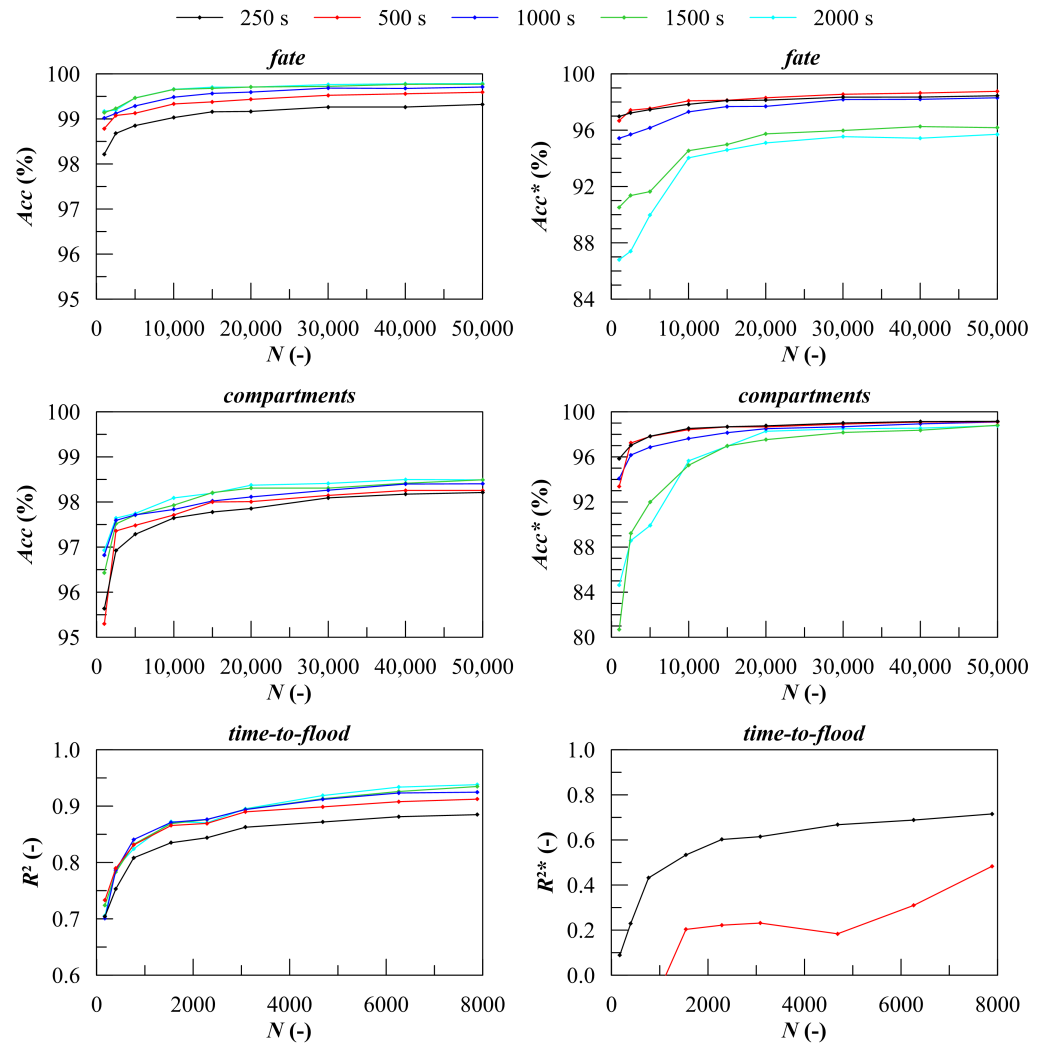 250 s 500 s 1000 s 1500 s 2000 s
fate
100
99
98
97
96
95
Acc (%)
0 10,000 20,000 30,000 40,000 50,000
N (-)
fate
100
96
92
88
84
Acc* (%)
0 10,000 20,000 30,000 40,000 50,000
N (-)
compartments
100
99
98
97
96
95
Acc (%)
0 10,000 20,000 30,000 40,000 50,000
N (-)
compartments
100
96
92
88
84
80
Acc* (%)
0 10,000 20,000 30,000 40,000 50,000
N (-)
time-to-flood
1.0
0.9
0.8
0.7
0.6
R² (-)
0 2000 4000 6000 8000
N (-)
time-to-flood
1.0
0.8
0.6
0.4
0.2
0.0
R²* (-)
0 2000 4000 6000 8000
N (-)